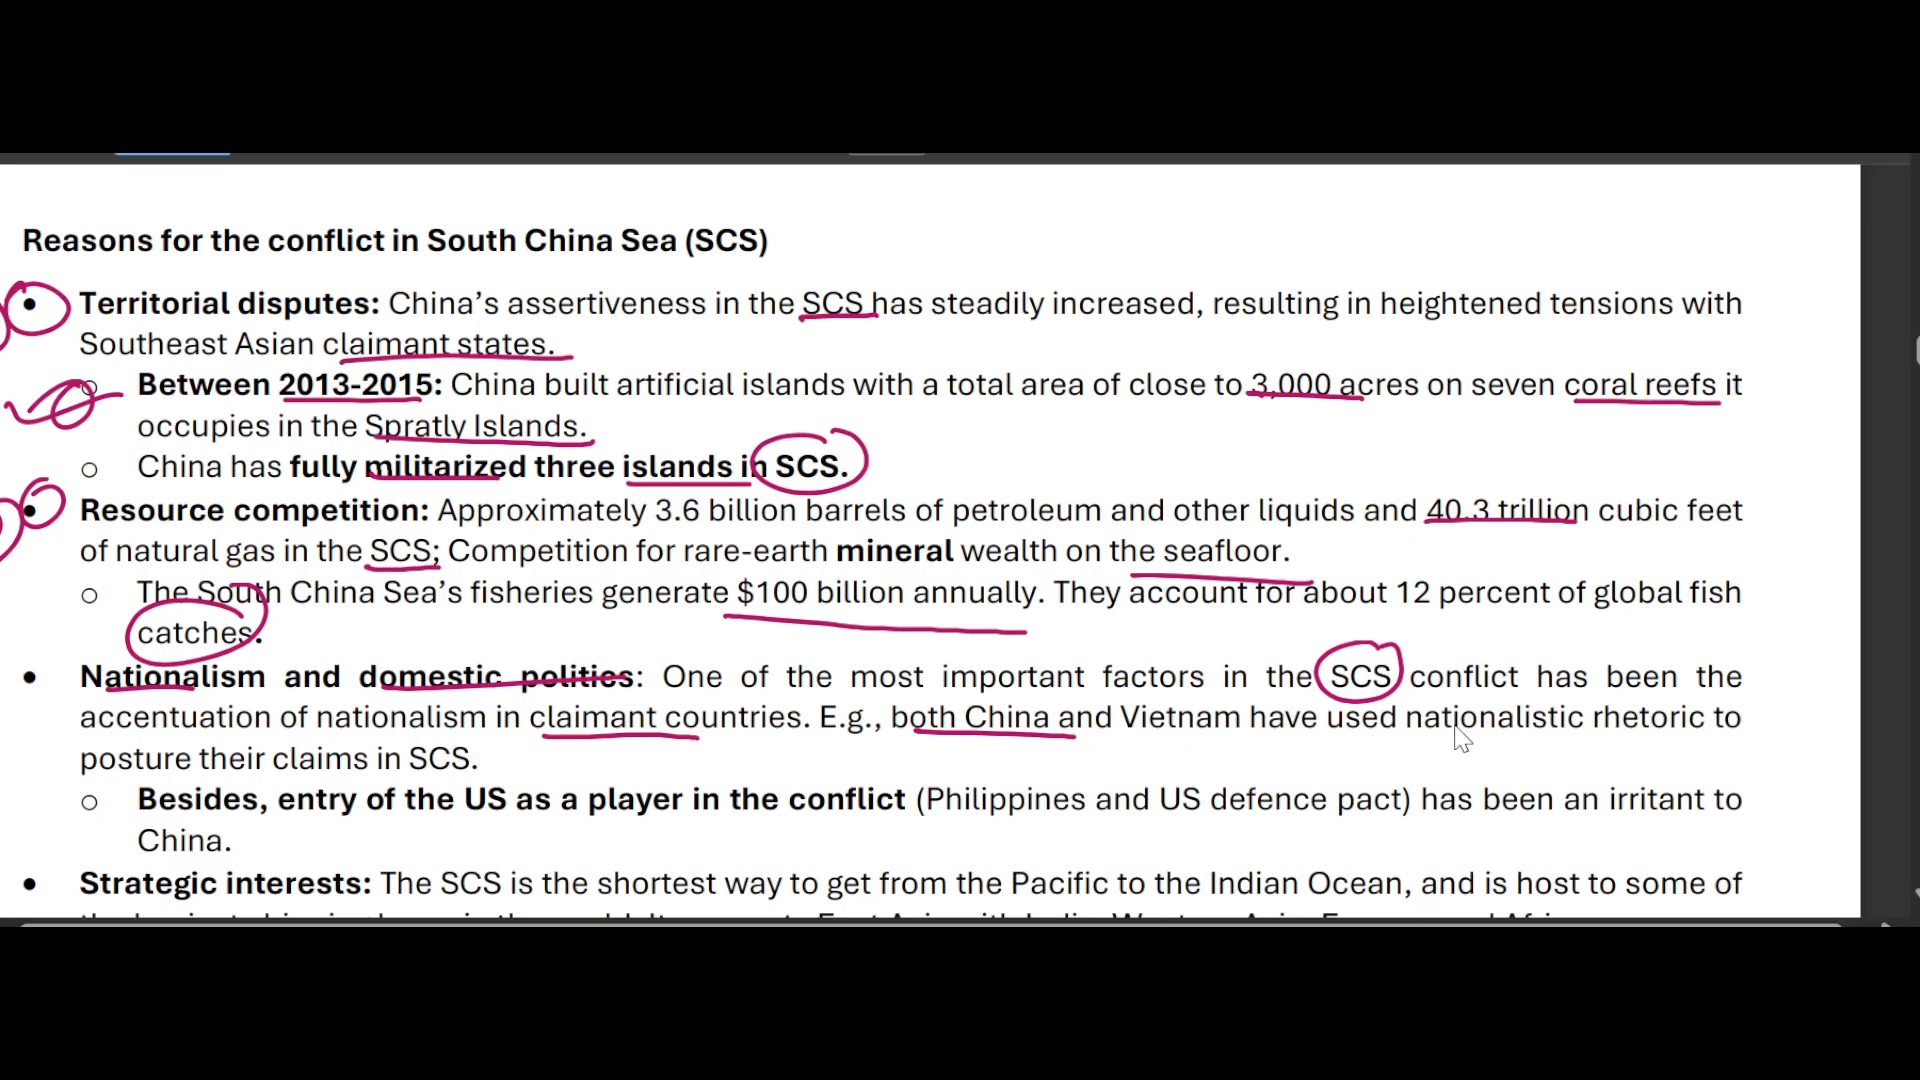 Reasons for the conflict in South China Sea (SCS)
• Territorial disputes: China’s assertiveness in the SCS has steadily increased, resulting in heightened tensions with
Southeast Asian claimant states.
o Between 2013-2015: China built artificial islands with a total area of close to 3,000 acres on seven coral reefs it
occupies in the Spratly Islands.
o China has fully militarized three islands in SCS.
• Resource competition: Approximately 3.6 billion barrels of petroleum and other liquids and 40.3 trillion cubic feet
of natural gas in the SCS; Competition for rare-earth mineral wealth on the seafloor.
o The South China Sea’s fisheries generate $100 billion annually. They account for about 12 percent of global fish
catches.
• Nationalism and domestic politics: One of the most important factors in the SCS conflict has been the
accentuation of nationalism in claimant countries. E.g., both China and Vietnam have used nationalistic rhetoric to
posture their claims in SCS.
o Besides, entry of the US as a player in the conflict (Philippines and US defence pact) has been an irritant to
China.
• Strategic interests: The SCS is the shortest way to get from the Pacific to the Indian Ocean, and is host to some of